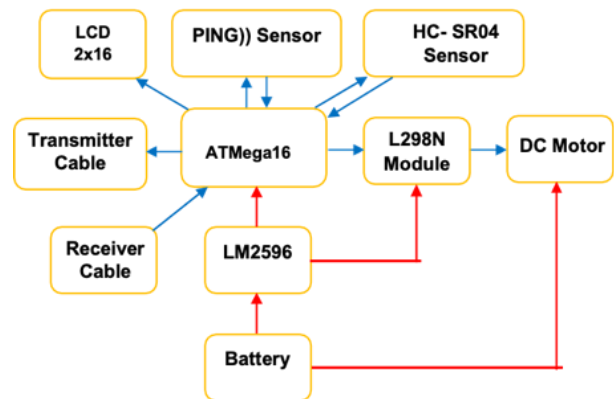 LCD
2x16
PING)) Sensor
HC- SR04
Sensor
Transmitter
Cable
ATMega16
L298N
Module
DC Motor
Receiver
Cable
LM2596
Battery